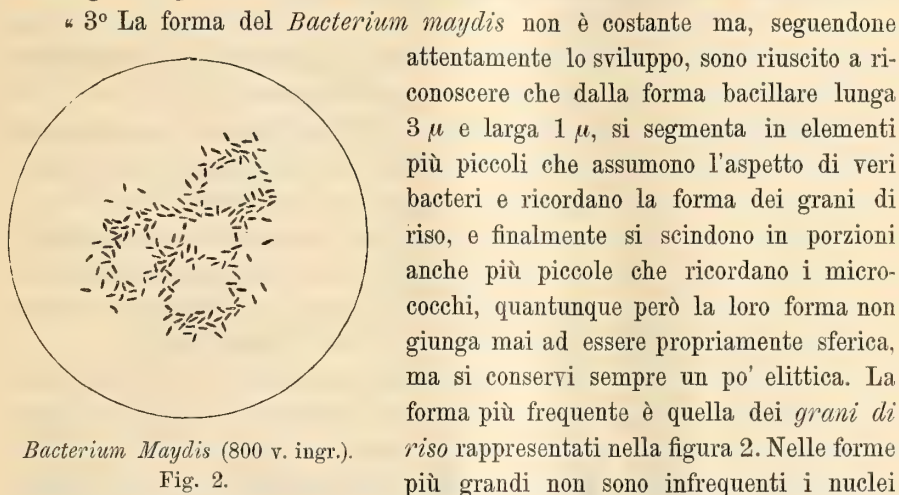 “ 3º La forma del Bacterium maydis non è costante ma, seguendone
attentamente lo sviluppo, sono riuscito a ri-
conoscere che dalla forma bacillare lunga
3 μ e larga 1 μ, si segmenta in elementi
più piccoli che assumono l'aspetto di veri
bacteri e ricordano la forma dei grani di
riso, e finalmente si scindono in porzioni
anche più piccole che ricordano i micro-
cocchi, quantunque però la loro forma non
giunga mai ad essere propriamente sferica,
ma si conservi sempre un po' elittica. La
forma più frequente è quella dei grani di
riso rappresentati nella figura 2. Nelle forme
più grandi non sono infrequenti i nuclei
Bacterium Maydis (800 v. ingr.).
Fig. 2.